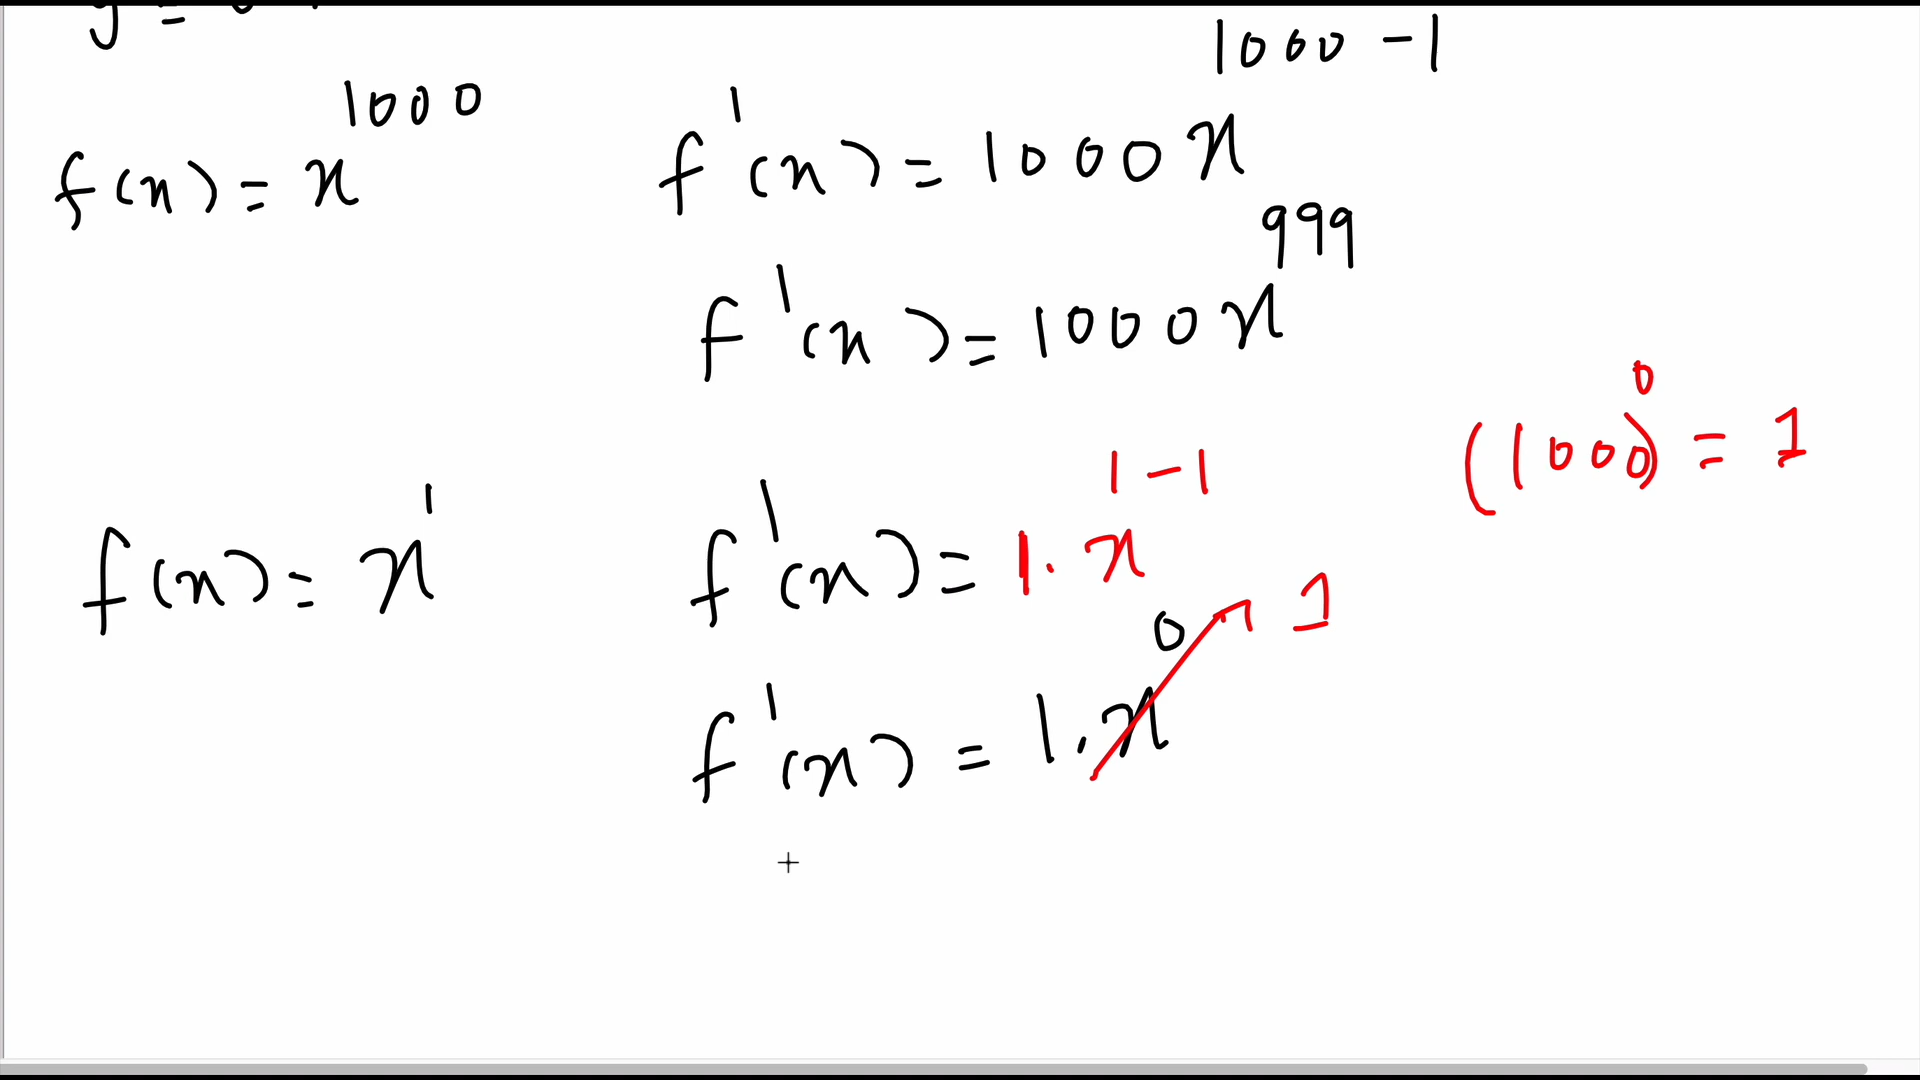 f(x) = x^1000
f'(x) = 1000x^1000-1
f'(x) = 1000x^999
(1000)^0 = 1
f(x) = x^1
f'(x) = 1.x^1-1
f'(x) = 1.x^0 1